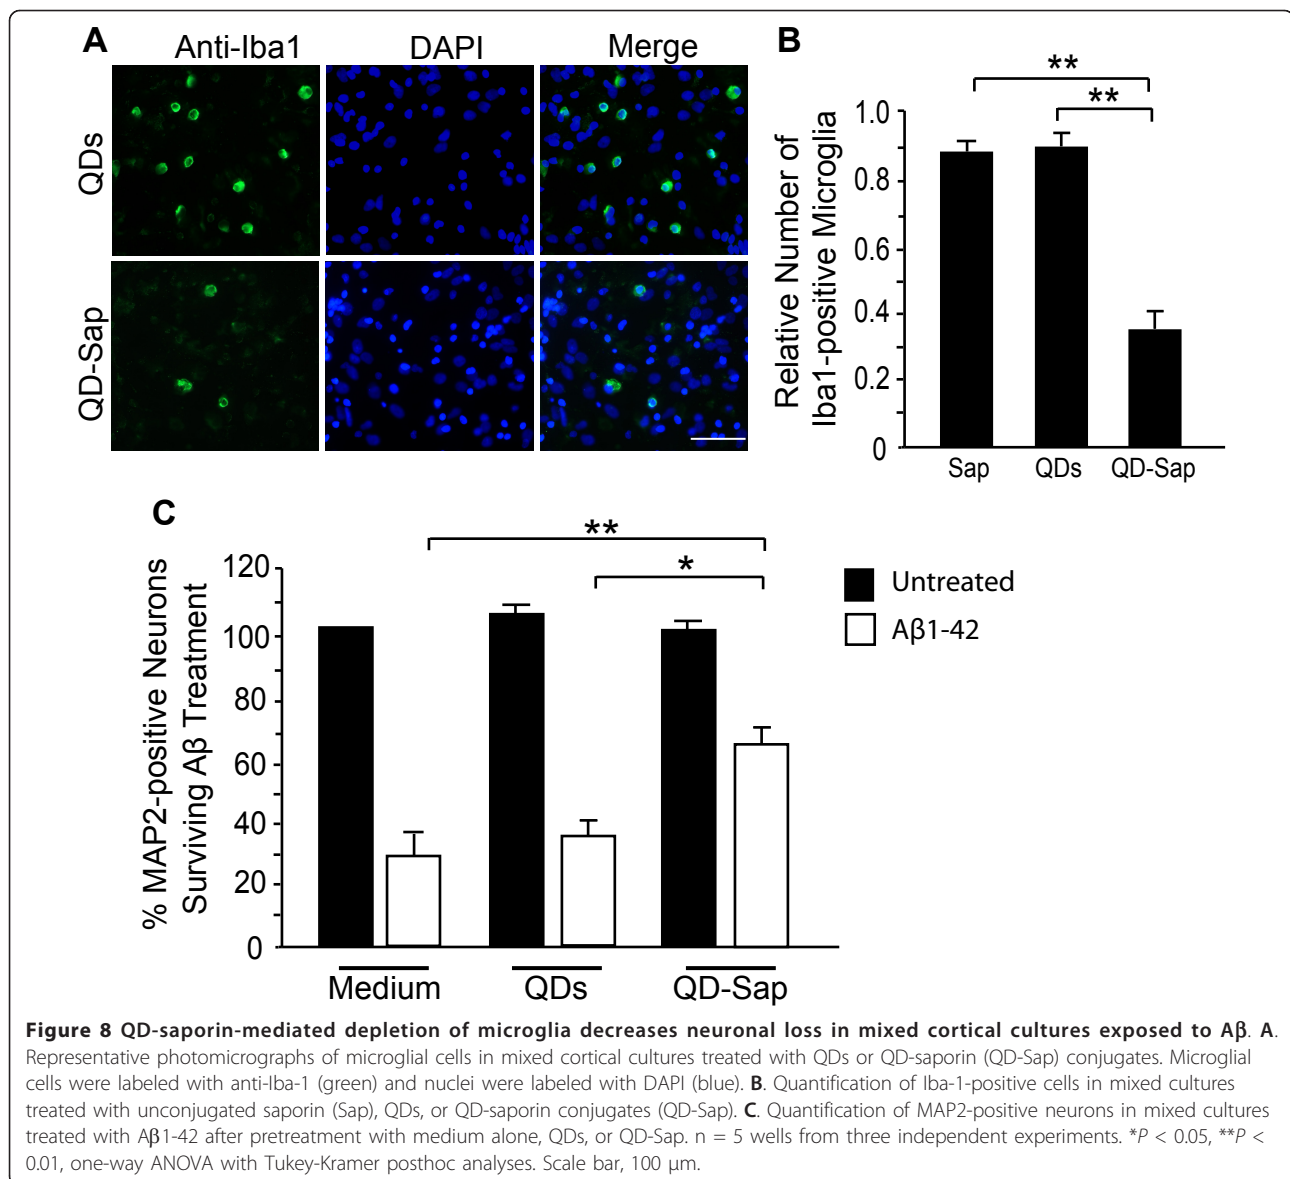 A
Anti-Iba1 DAPI Merge
QDs
QD-Sap
B
** 
**
Relative Number of
Iba1-positive Microglia
1.0
0.8
0.6
0.4
0.2
0
Sap QDs QD-Sap
C
**
*
% MAP2-positive Neurons
Surviving Aβ Treatment
120
100
80
60
40
20
0
Medium QDs QD-Sap
Untreated
Aβ1-42
Figure 8 QD-saporin-mediated depletion of microglia decreases neuronal loss in mixed cortical cultures exposed to Aβ. A.
Representative photomicrographs of microglial cells in mixed cortical cultures treated with QDs or QD-saporin (QD-Sap) conjugates. Microglial
cells were labeled with anti-Iba-1 (green) and nuclei were labeled with DAPI (blue). B. Quantification of Iba-1-positive cells in mixed cultures
treated with unconjugated saporin (Sap), QDs, or QD-saporin conjugates (QD-Sap). C. Quantification of MAP2-positive neurons in mixed cultures
treated with Aβ1-42 after pretreatment with medium alone, QDs, or QD-Sap. n = 5 wells from three independent experiments. *P < 0.05, **P <
0.01, one-way ANOVA with Tukey-Kramer posthoc analyses. Scale bar, 100 μm.